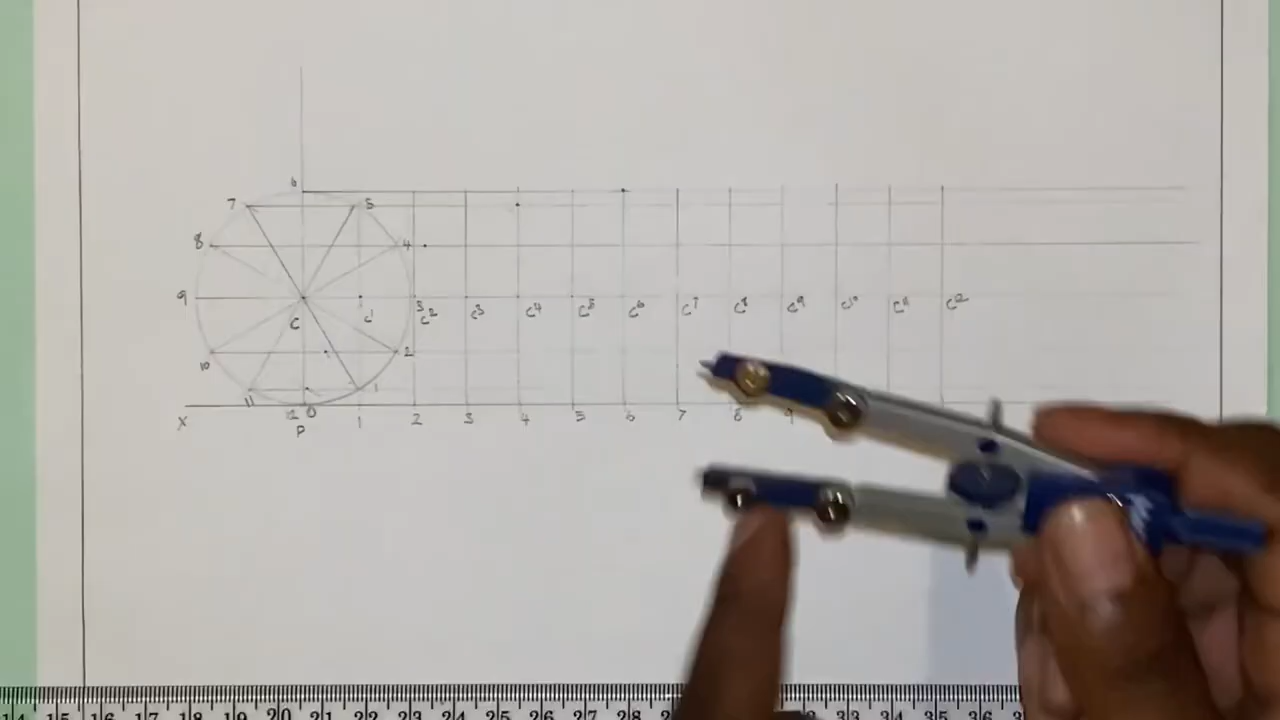 6
7 5
8 4
9 3
C C¹ C² C³ C⁴ C⁵ C⁶ C⁷ C⁸ C⁹ C¹⁰ C¹¹ C¹²
10 2
11 1
X 12 0 1 2 3 4 5 6 7 8 9
P
14 15 16 17 18 19 20 21 22 23 24 25 26 27 28 33 34 35 36